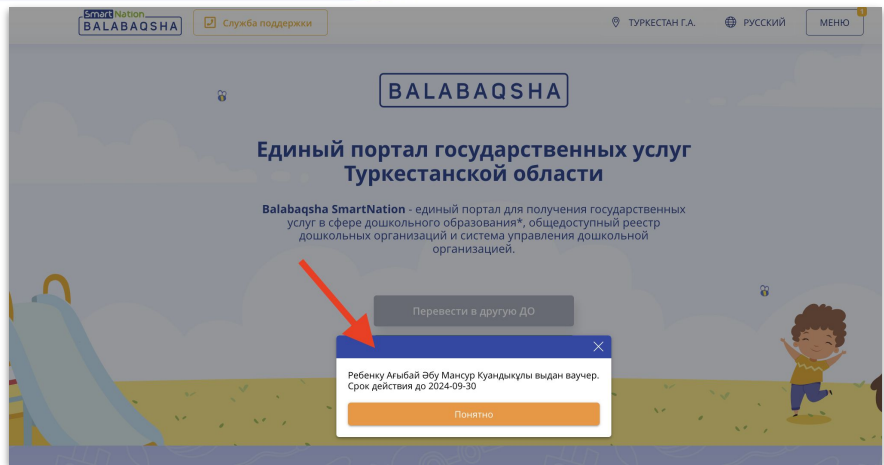 Smart Nation
BALABAQSHA
Служба поддержки
ТУРКЕСТАН Г.А.
РУССКИЙ
МЕНЮ
1
BALABAQSHA
Единый портал государственных услуг
Туркестанской области
Balabaqsha SmartNation - единый портал для получения государственных
услуг в сфере дошкольного образования*, общедоступный реестр
дошкольных организаций и система управления дошкольной
организацией.
Перевести в другую ДО
Ребенку Ағыбай Әбу Мансур Куандыкұлы выдан ваучер.
Срок действия до 2024-09-30
Понятно